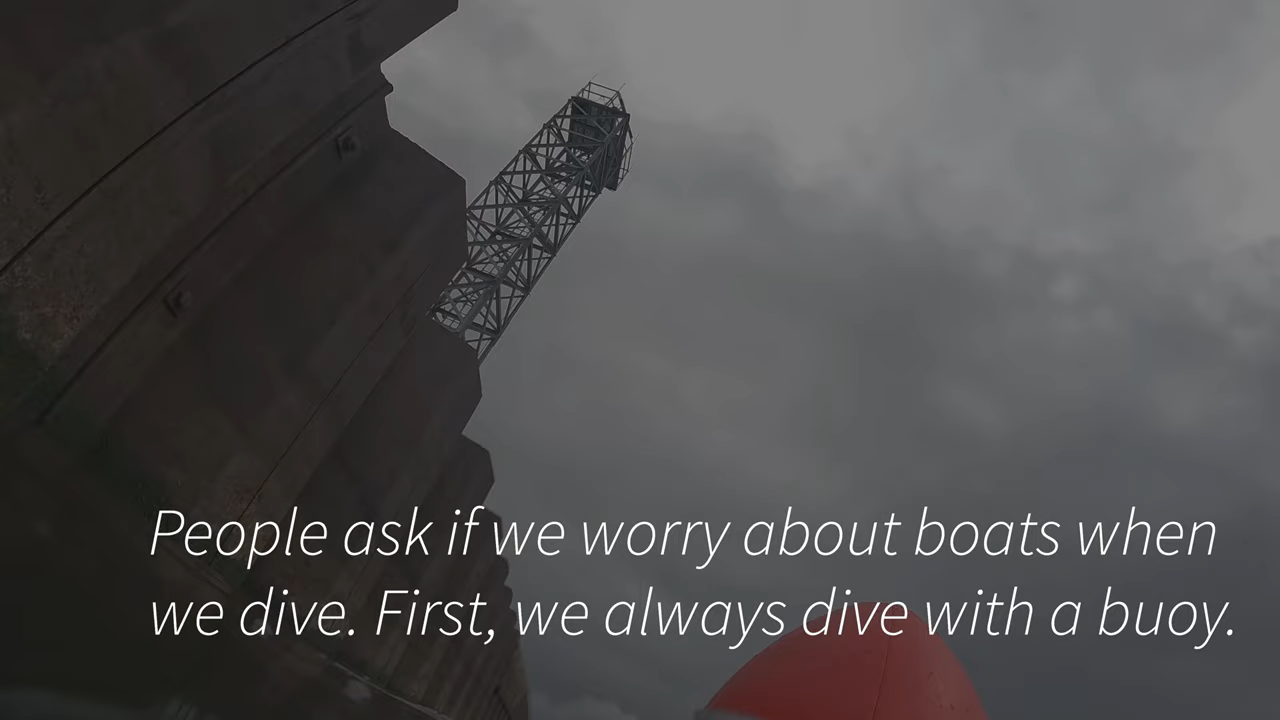 People ask if we worry about boats when
we dive. First, we always dive with a buoy.